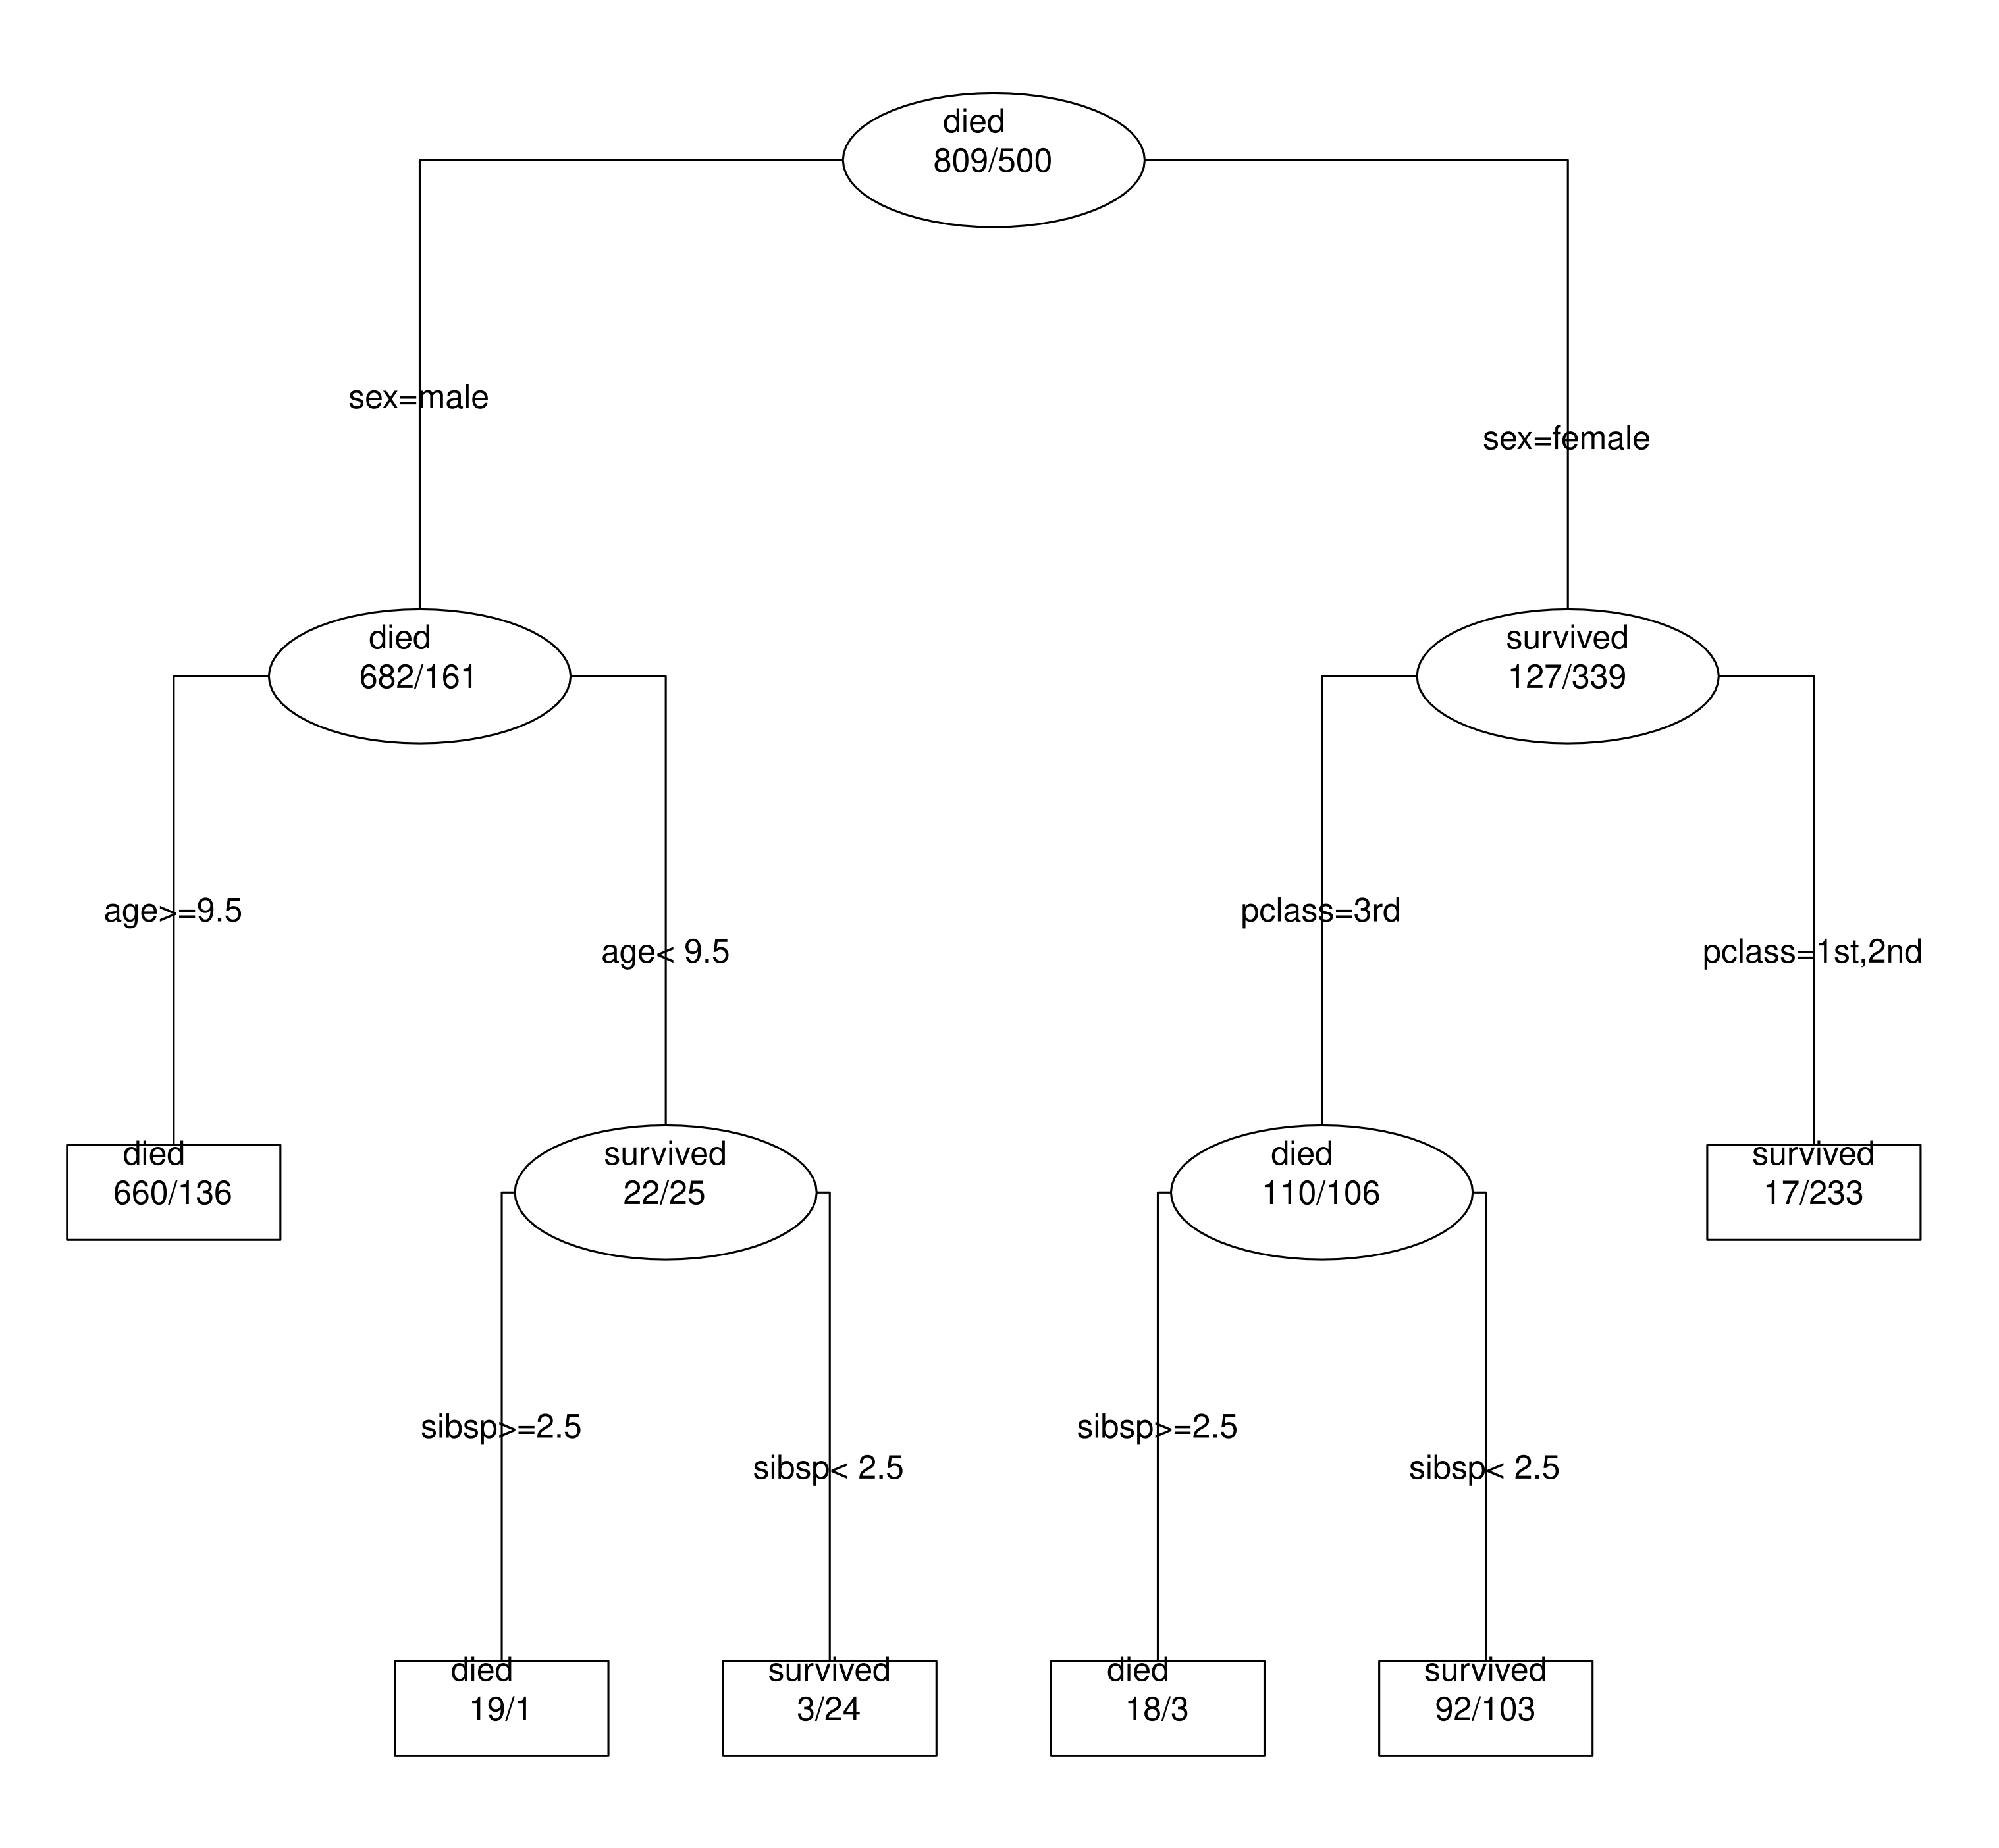 died
809/500
sex=male
sex=female
died
682/161
survived
127/339
age>=9.5
age< 9.5
pclass=3rd
pclass=1st,2nd
died
660/136
survived
22/25
died
110/106
survived
17/233
sibsp>=2.5
sibsp< 2.5
sibsp>=2.5
sibsp< 2.5
died
19/1
survived
3/24
died
18/3
survived
92/103